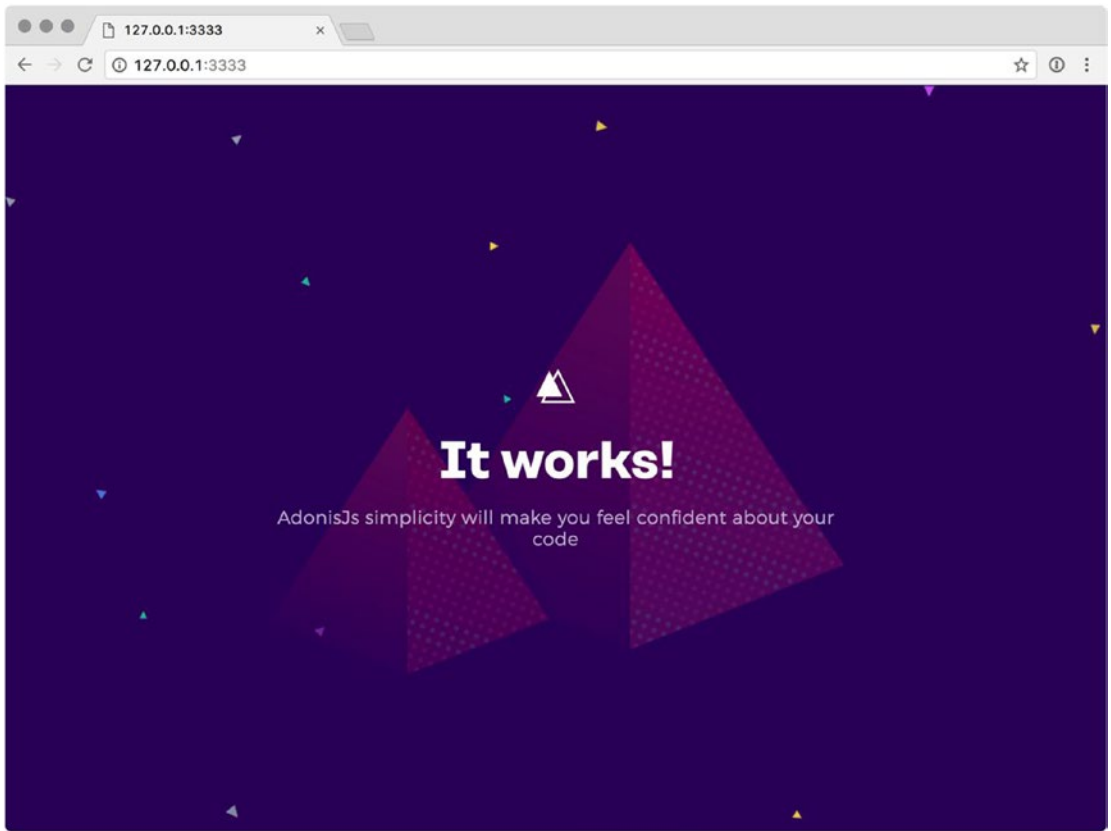 127.0.0.1:3333
127.0.0.1:3333
It works!
AdonisJs simplicity will make you feel confident about your
code